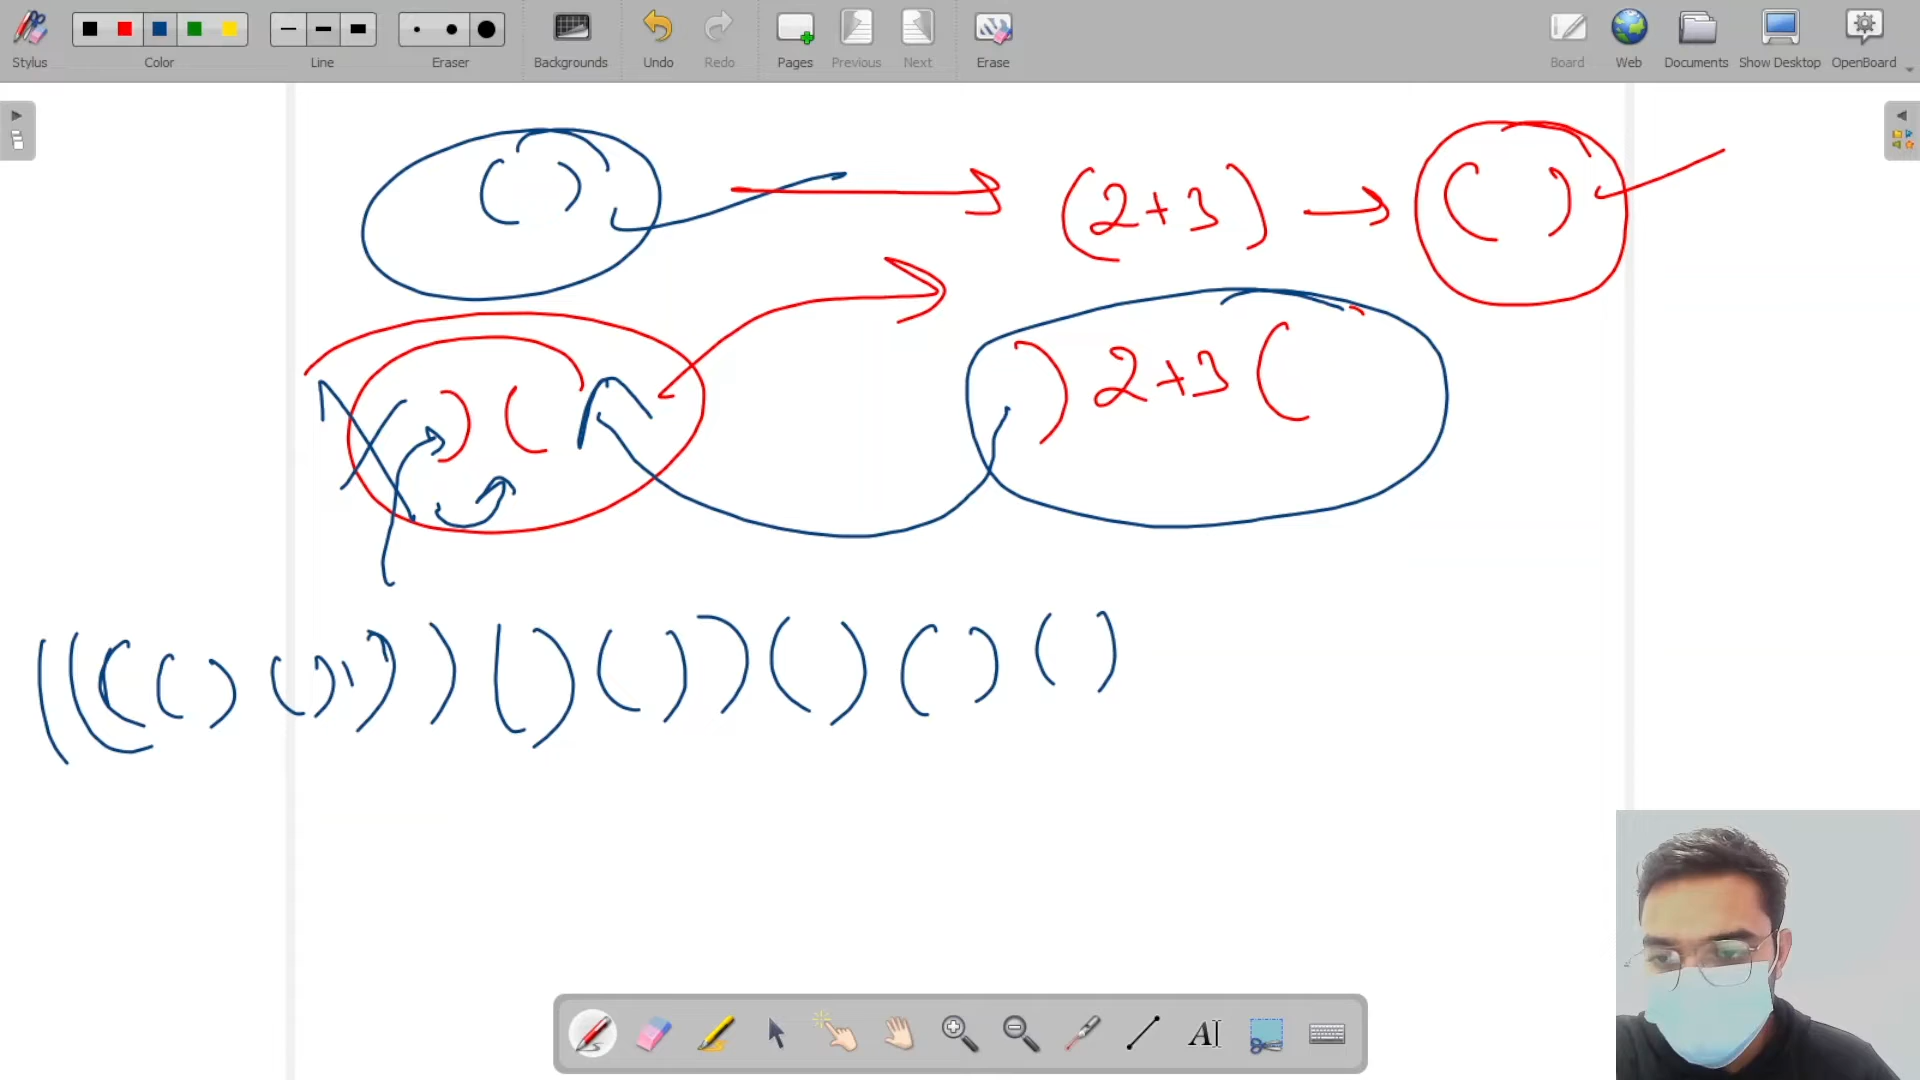 Stylus
Color
Line
Eraser
Backgrounds
Undo
Redo
Pages
Previous
Next
Erase
Board
Web
Documents
Show Desktop
OpenBoard
( ) → (2+3) → ( )
) ( ) 2+3 (
( ( ( ( ) ( ) ) ) ) ( ) ( ) ) ( ) ( ) ( )